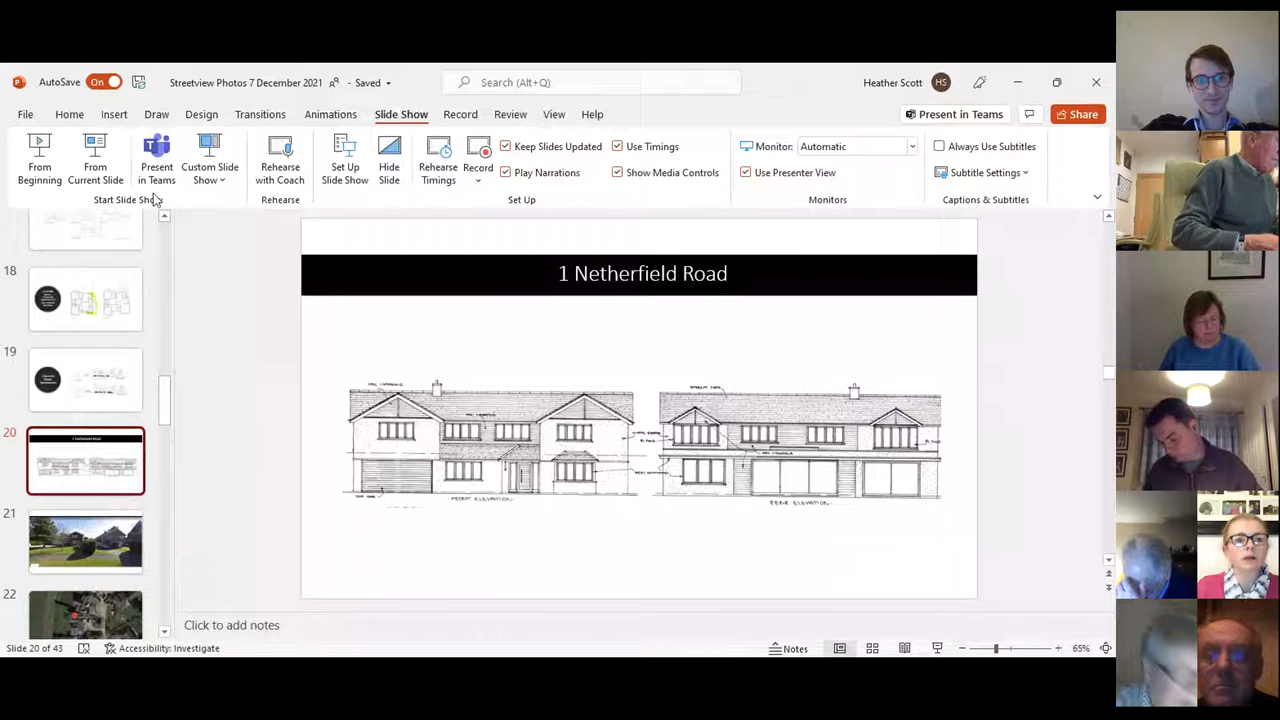 AutoSave On Streetview Photos 7 December 2021 - Saved Search (Alt+Q) Heather Scott HS
File Home Insert Draw Design Transitions Animations Slide Show Record Review View Help Present in Teams Share
From Beginning
From Current Slide
Present in Teams
Custom Slide Show
Start Slide Show
Rehearse with Coach
Rehearse
Set Up Slide Show
Hide Slide
Rehearse Timings
Record
Keep Slides Updated
Use Timings
Play Narrations
Show Media Controls
Set Up
Monitor: Automatic
Use Presenter View
Monitors
Always Use Subtitles
Subtitle Settings
Captions & Subtitles
18
19
20
1 Netherfield Road
21
22
1 Netherfield Road
FRONT ELEVATION.
REAR ELEVATION.
Click to add notes
Slide 20 of 43 Accessibility: Investigate Notes 65%